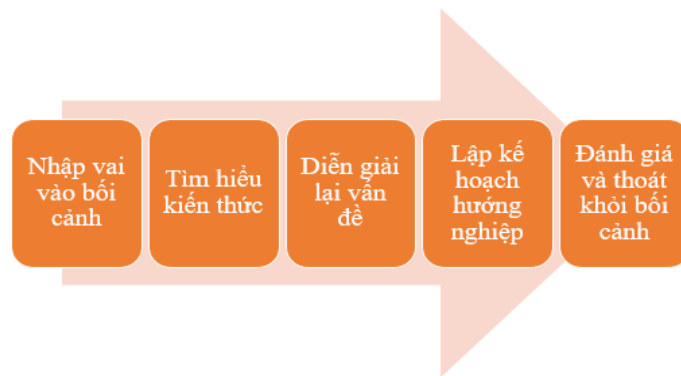 Nhập vai
vào bối
cảnh
Tìm hiểu
kiến thức
Diễn giải
lại vấn
đề
Lập kế
hoạch
hướng
nghiệp
Đánh giá
và thoát
khỏi bối
cảnh